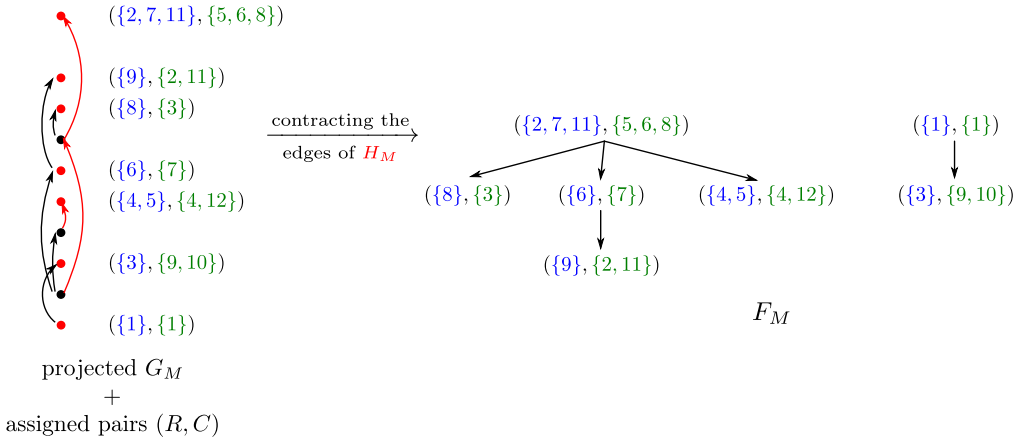 ({2, 7, 11}, {5, 6, 8})
({9}, {2, 11})
({8}, {3})
({6}, {7})
({4, 5}, {4, 12})
({3}, {9, 10})
({1}, {1})
projected G_M
+
assigned pairs (R, C)
contracting the
edges of H_M
({2, 7, 11}, {5, 6, 8})
({1}, {1})
({8}, {3})
({6}, {7})
({4, 5}, {4, 12})
({3}, {9, 10})
({9}, {2, 11})
F_M